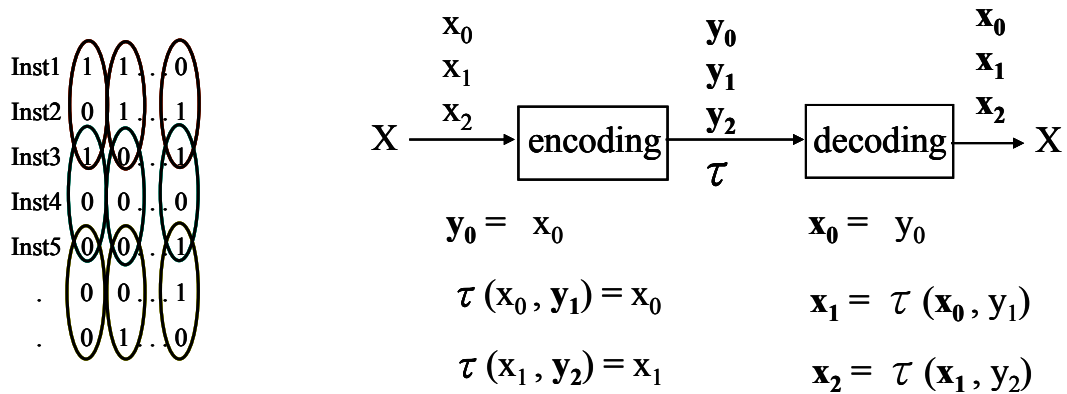 Inst1 1 1 . . . 0
Inst2 0 1 . . . 1
Inst3 1 0 . . . 1
Inst4 0 0 . . . 0
Inst5 0 0 . . . 1
. 0 0 . . . 1
. 0 1 . . . 0
x₀
x₁
x₂
X
encoding
y₀
y₁
y₂
τ
decoding
x₀
x₁
x₂
X
y₀ = x₀
τ (x₀ , y₁) = x₀
τ (x₁ , y₂) = x₁
x₀ = y₀
x₁ = τ (x₀ , y₁)
x₂ = τ (x₁ , y₂)